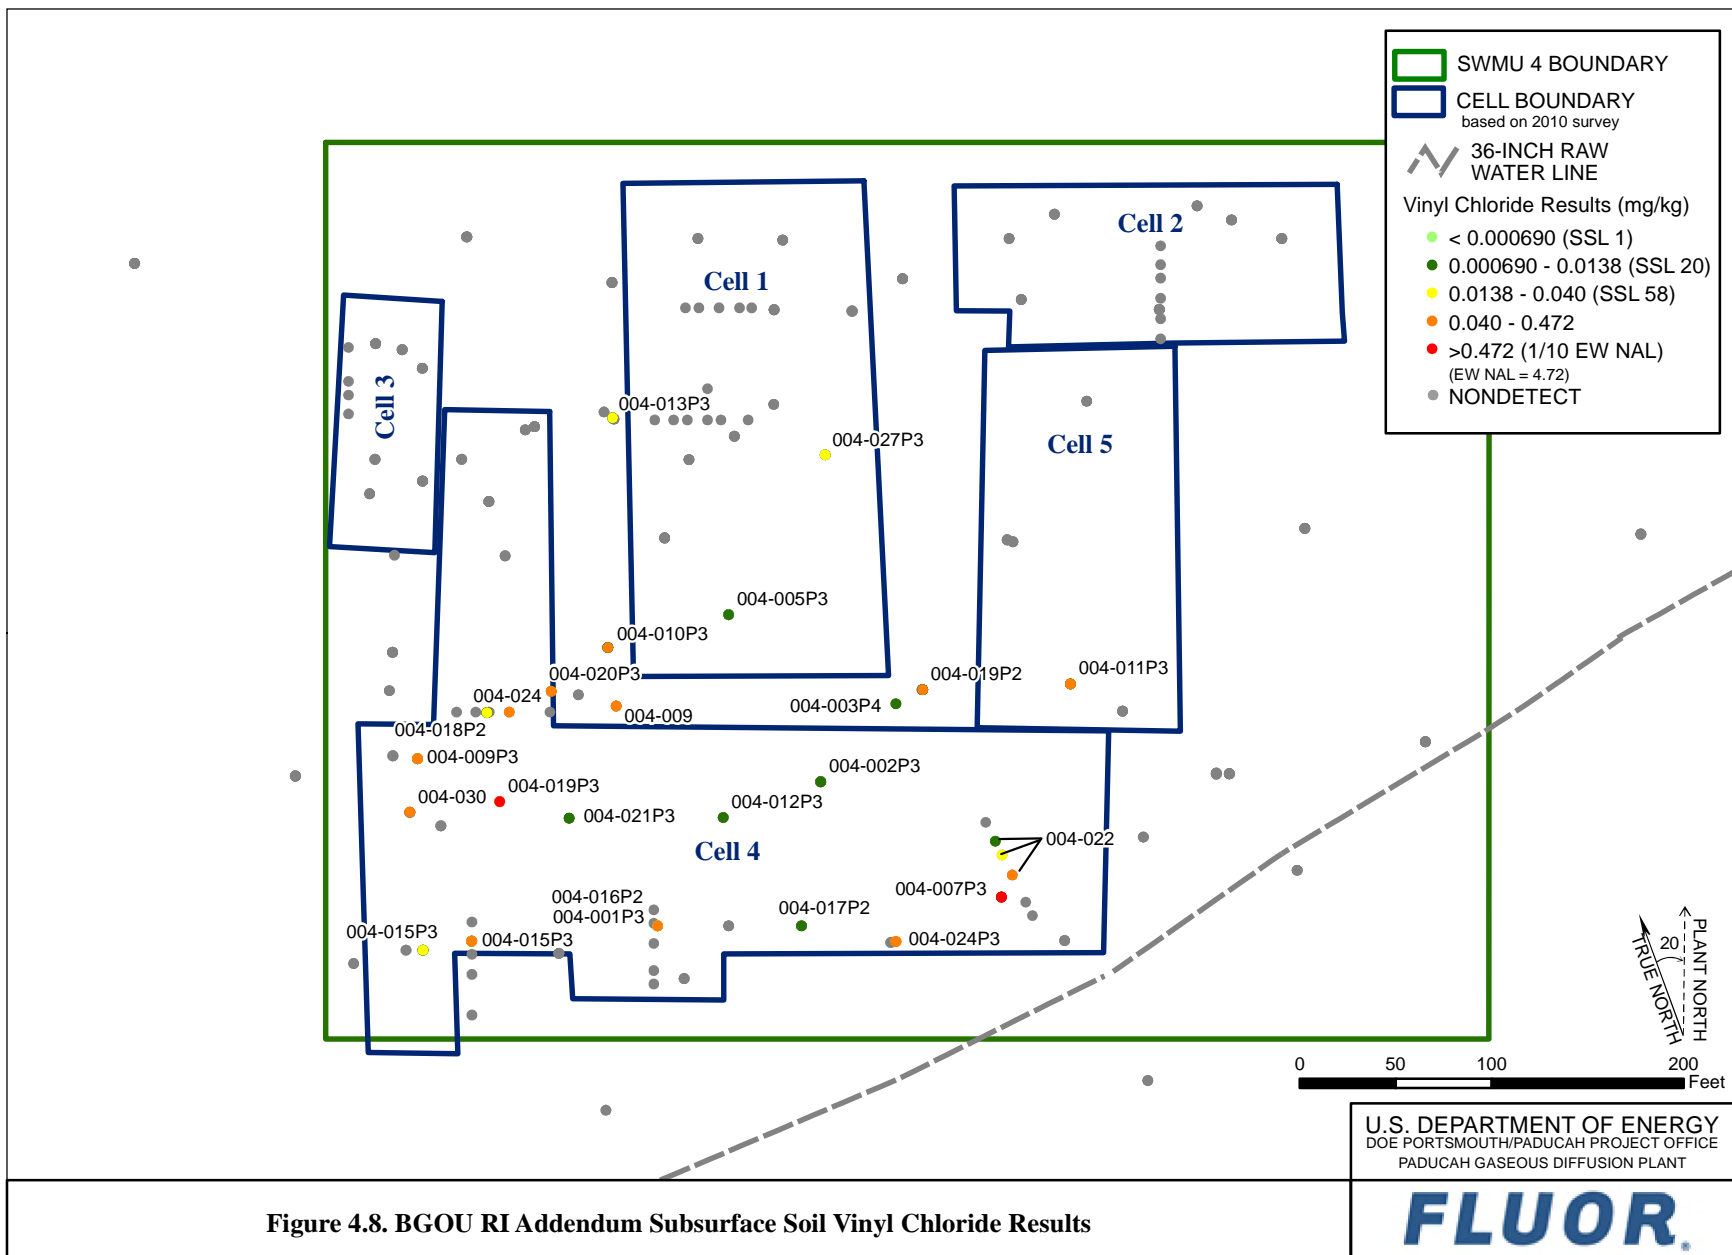 SWMU 4 BOUNDARY
CELL BOUNDARY
based on 2010 survey
36-INCH RAW
WATER LINE
Vinyl Chloride Results (mg/kg)
< 0.000690 (SSL 1)
0.000690 - 0.0138 (SSL 20)
0.0138 - 0.040 (SSL 58)
0.040 - 0.472
>0.472 (1/10 EW NAL)
(EW NAL = 4.72)
NONDETECT
Cell 2
Cell 1
Cell 3
004-013P3
004-027P3
Cell 5
004-005P3
004-010P3
004-020P3
004-019P2
004-011P3
004-024
004-009
004-003P4
004-018P2
004-009P3
004-030
004-019P3
004-021P3
004-002P3
004-012P3
Cell 4
004-022
004-007P3
004-016P2
004-001P3
004-017P2
004-015P3
004-015P3
004-024P3
TRUE NORTH
20
PLANT NORTH
0 50 100 200
Feet
U.S. DEPARTMENT OF ENERGY
DOE PORTSMOUTH/PADUCAH PROJECT OFFICE
PADUCAH GASEOUS DIFFUSION PLANT
Figure 4.8. BGOU RI Addendum Subsurface Soil Vinyl Chloride Results
FLUOR®